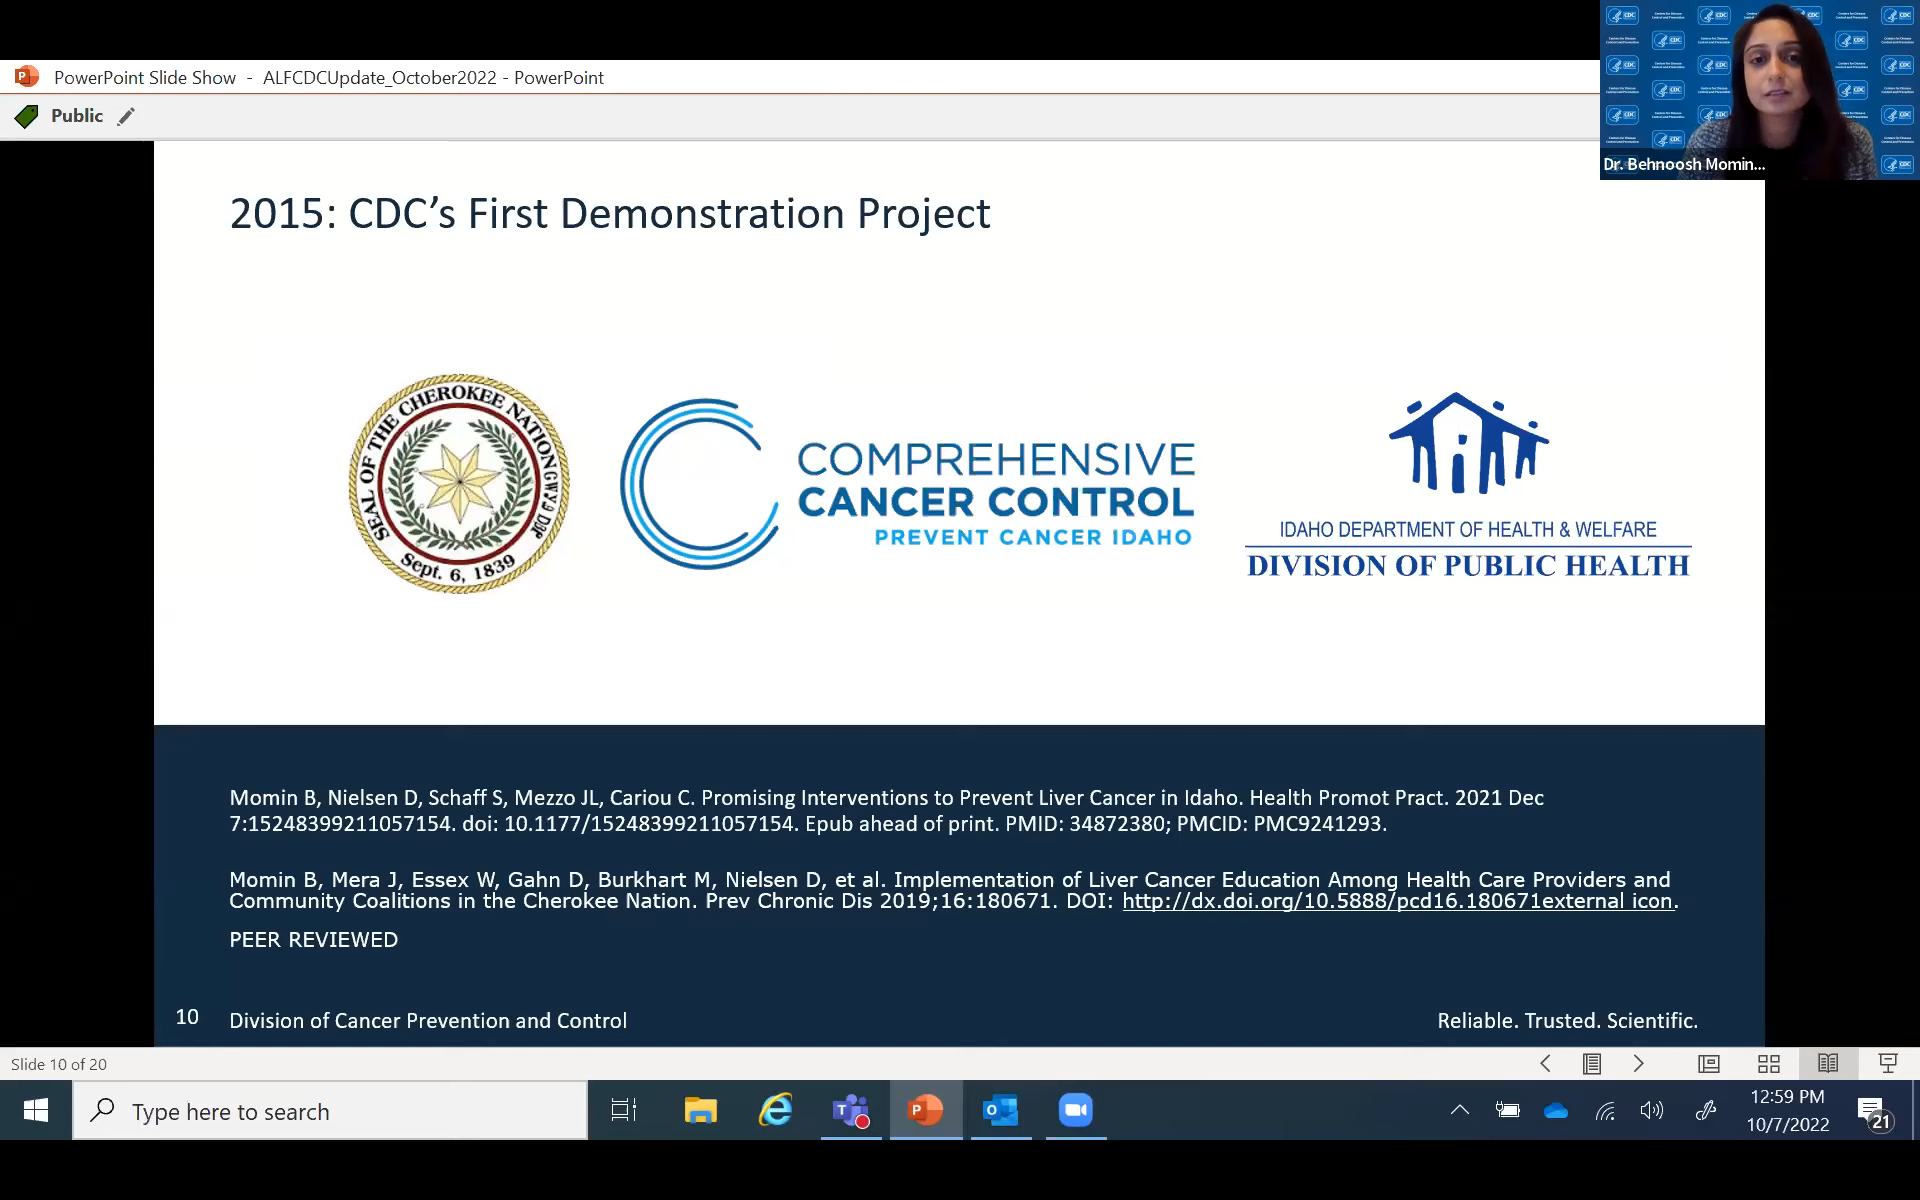 PowerPoint Slide Show - ALFCDCUpdate_October2022 - PowerPoint
Public
Dr. Behnoosh Momin...
2015: CDC’s First Demonstration Project
SEAL OF THE CHEROKEE NATION
Sept. 6, 1839
COMPREHENSIVE
CANCER CONTROL
PREVENT CANCER IDAHO
IDAHO DEPARTMENT OF HEALTH & WELFARE
DIVISION OF PUBLIC HEALTH
Momin B, Nielsen D, Schaff S, Mezzo JL, Cariou C. Promising Interventions to Prevent Liver Cancer in Idaho. Health Promot Pract. 2021 Dec
7:15248399211057154. doi: 10.1177/15248399211057154. Epub ahead of print. PMID: 34872380; PMCID: PMC9241293.
Momin B, Mera J, Essex W, Gahn D, Burkhart M, Nielsen D, et al. Implementation of Liver Cancer Education Among Health Care Providers and
Community Coalitions in the Cherokee Nation. Prev Chronic Dis 2019;16:180671. DOI: http://dx.doi.org/10.5888/pcd16.180671external icon.
PEER REVIEWED
10 Division of Cancer Prevention and Control
Reliable. Trusted. Scientific.
Slide 10 of 20
Type here to search
12:59 PM
10/7/2022
21